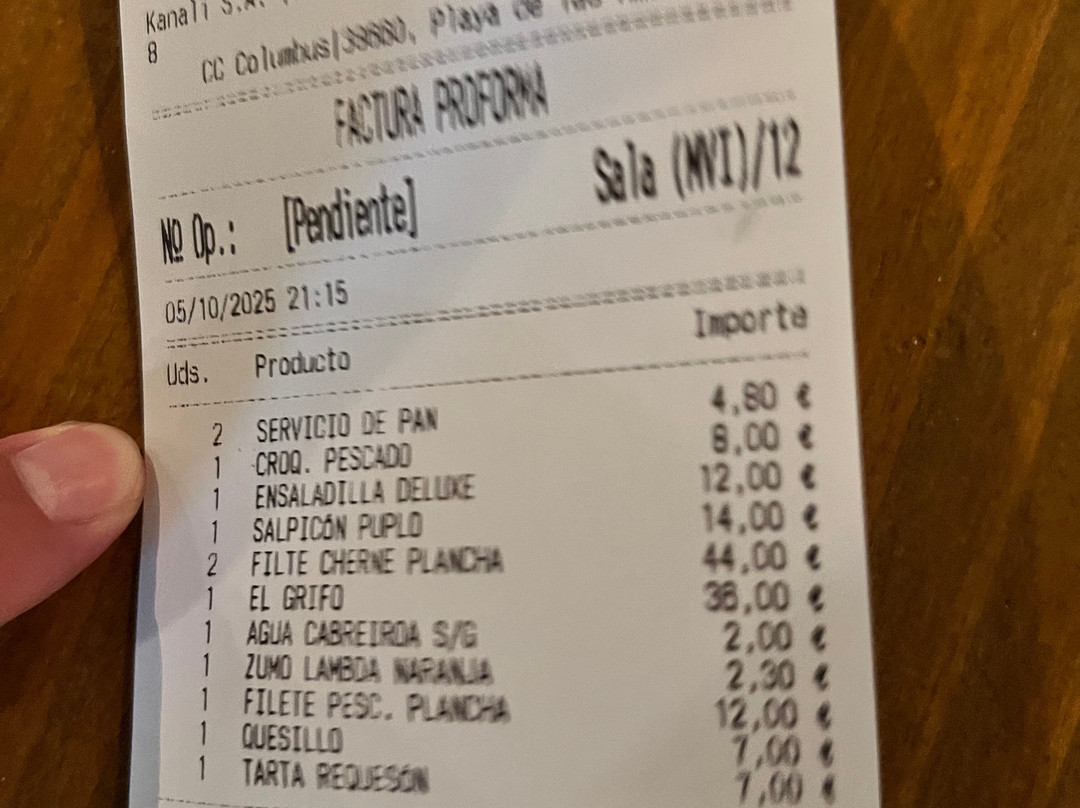 Kanali S.A.
8
CC Columbus|38660, Playa de las
FACTURA PROFORMA
Nº Op.: [Pendiente] Sala (MVI)/12
05/10/2025 21:15
Uds. Producto Importe
2 SERVICIO DE PAN 4,80 €
1 CROQ. PESCADO 8,00 €
1 ENSALADILLA DELUXE 12,00 €
1 SALPICÓN PUPLO 14,00 €
2 FILTE CHERNE PLANCHA 44,00 €
1 EL GRIFO 38,00 €
1 AGUA CABREIROA S/G 2,00 €
1 ZUMO LAMBDA NARANJA 2,30 €
1 FILETE PESC. PLANCHA 12,00 €
1 QUESILLO 7,00 €
1 TARTA REQUESÓN 7,00 €